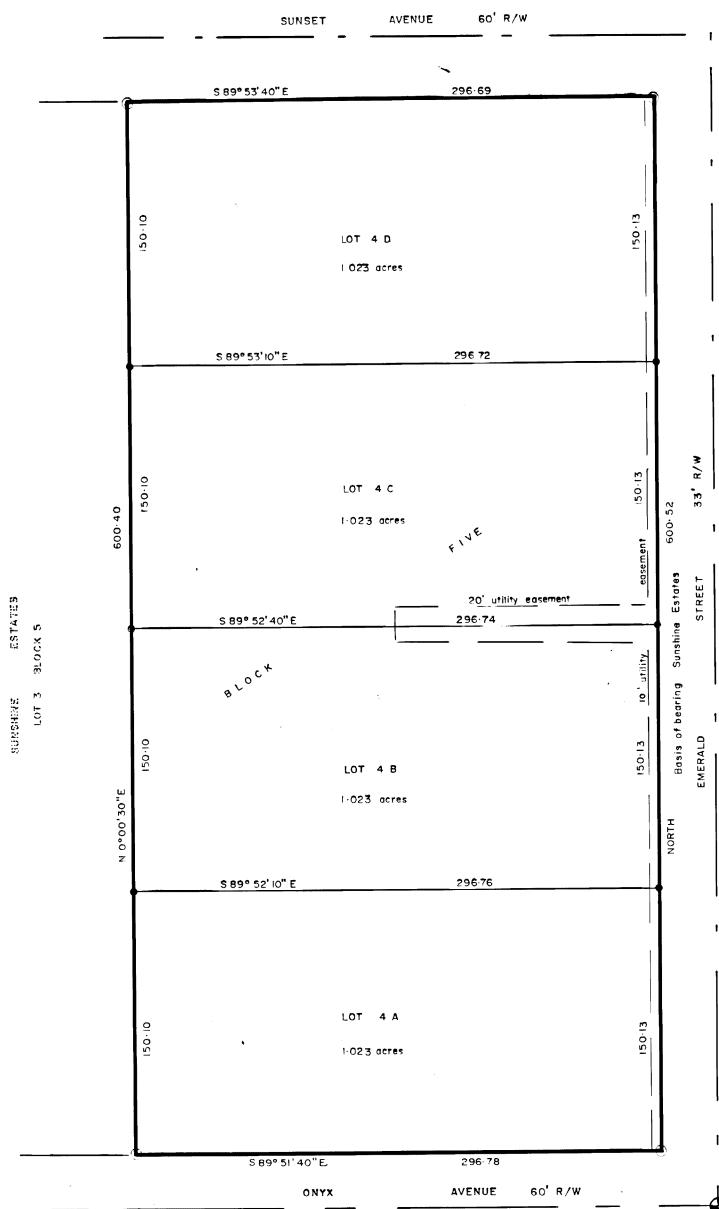 SUNSET AVENUE 60' R/W
S 89° 53' 40" E 296·69
150·10
150·13
LOT 4 D
1·023 acres
S 89° 53' 10" E 296·72
LOT 4 C
1·023 acres
150·10
150·13
600·40
600·52
33' R/W
FIVE
easement
20' utility easement
S 89° 52' 40" E 296·74
SUNSHINE ESTATES
LOT 3 BLOCK 5
BLOCK
10' utility
Basis of bearing Sunshine Estates
EMERALD STREET
150·10
150·13
LOT 4 B
1·023 acres
N 0° 00' 30" E
NORTH
S 89° 52' 10" E 296·76
LOT 4 A
1·023 acres
150·10
150·13
S 89° 51' 40" E 296·78
ONYX AVENUE 60' R/W